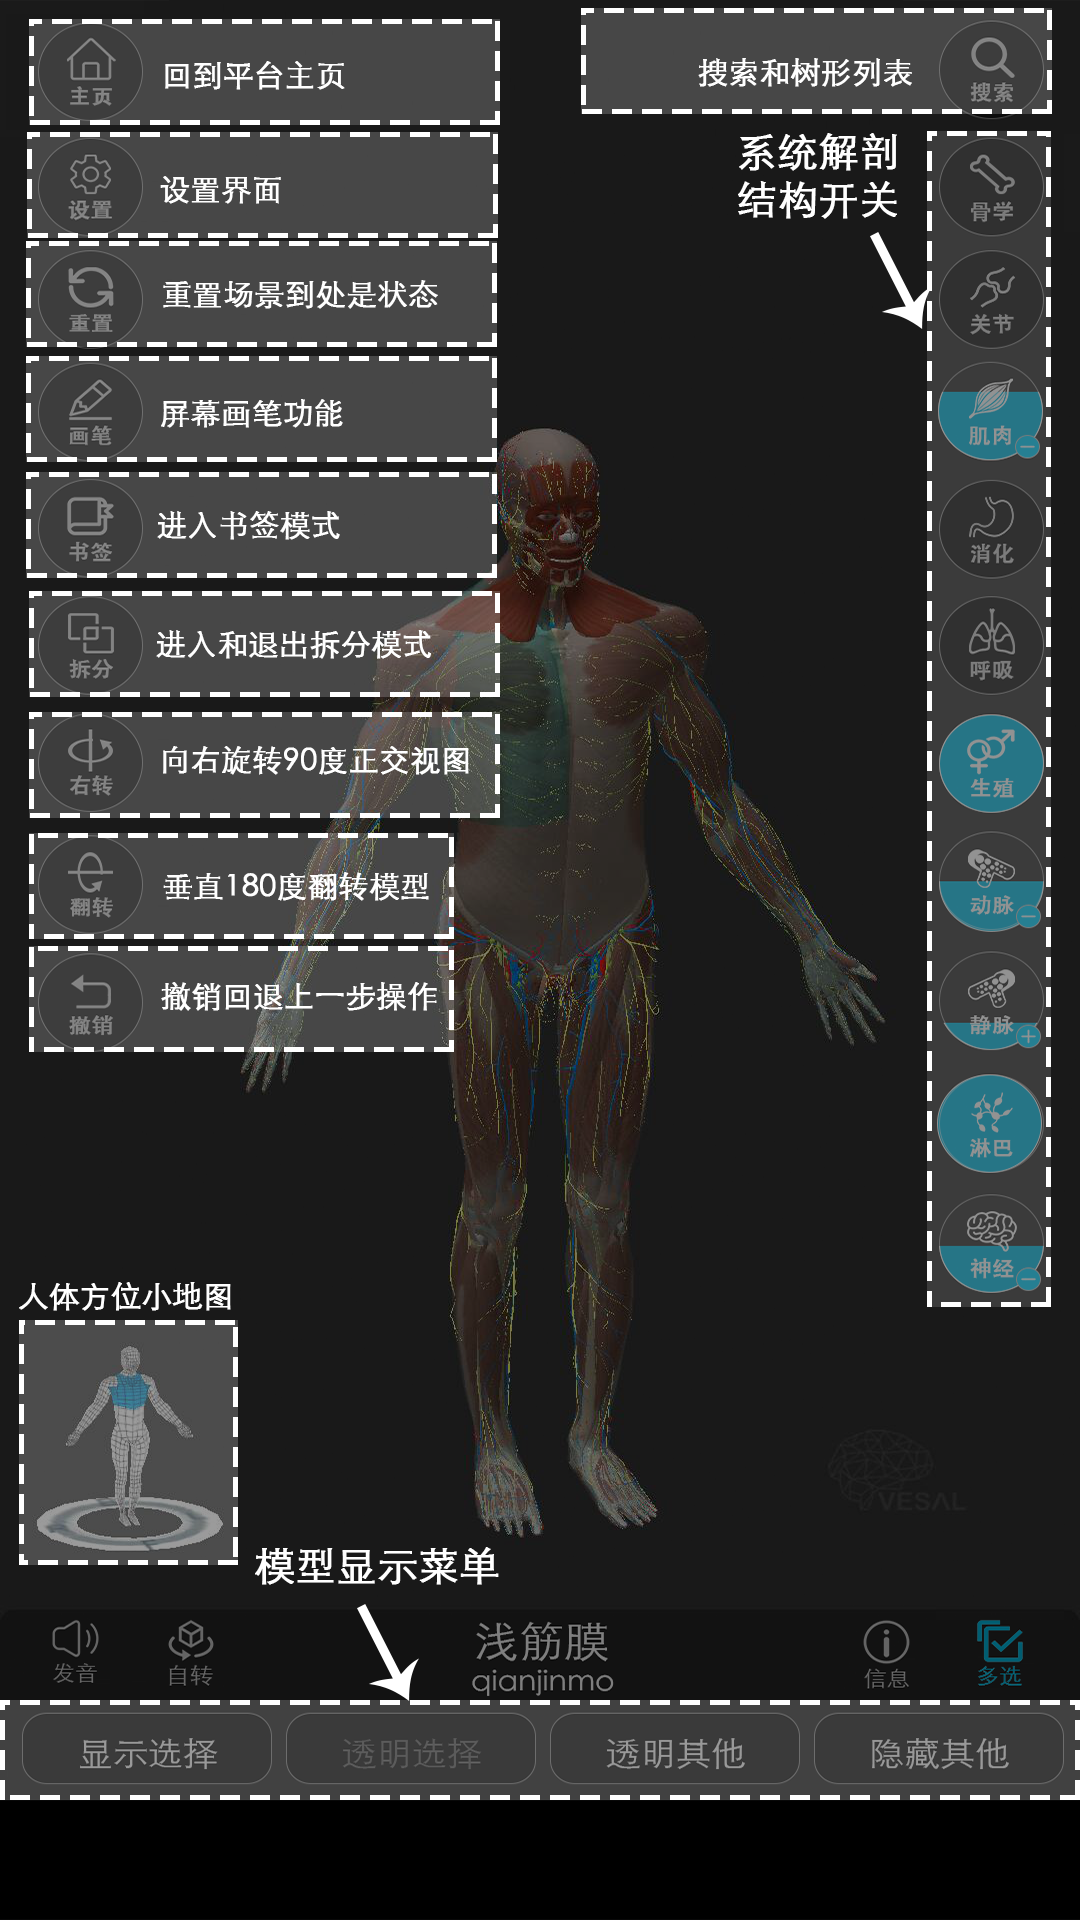 主页
回到平台主页
搜索和树形列表
搜索
设置
设置界面
系统解剖
结构开关
骨学
重置
重置场景到处是状态
关节
画笔
屏幕画笔功能
肌肉
书签
进入书签模式
消化
拆分
进入和退出拆分模式
呼吸
右转
向右旋转90度正交视图
生殖
翻转
垂直180度翻转模型
动脉
撤销
撤销回退上一步操作
静脉
淋巴
神经
人体方位小地图
VESAL
模型显示菜单
发音
自转
浅筋膜
qianjinmo
信息
多选
显示选择
透明选择
透明其他
隐藏其他